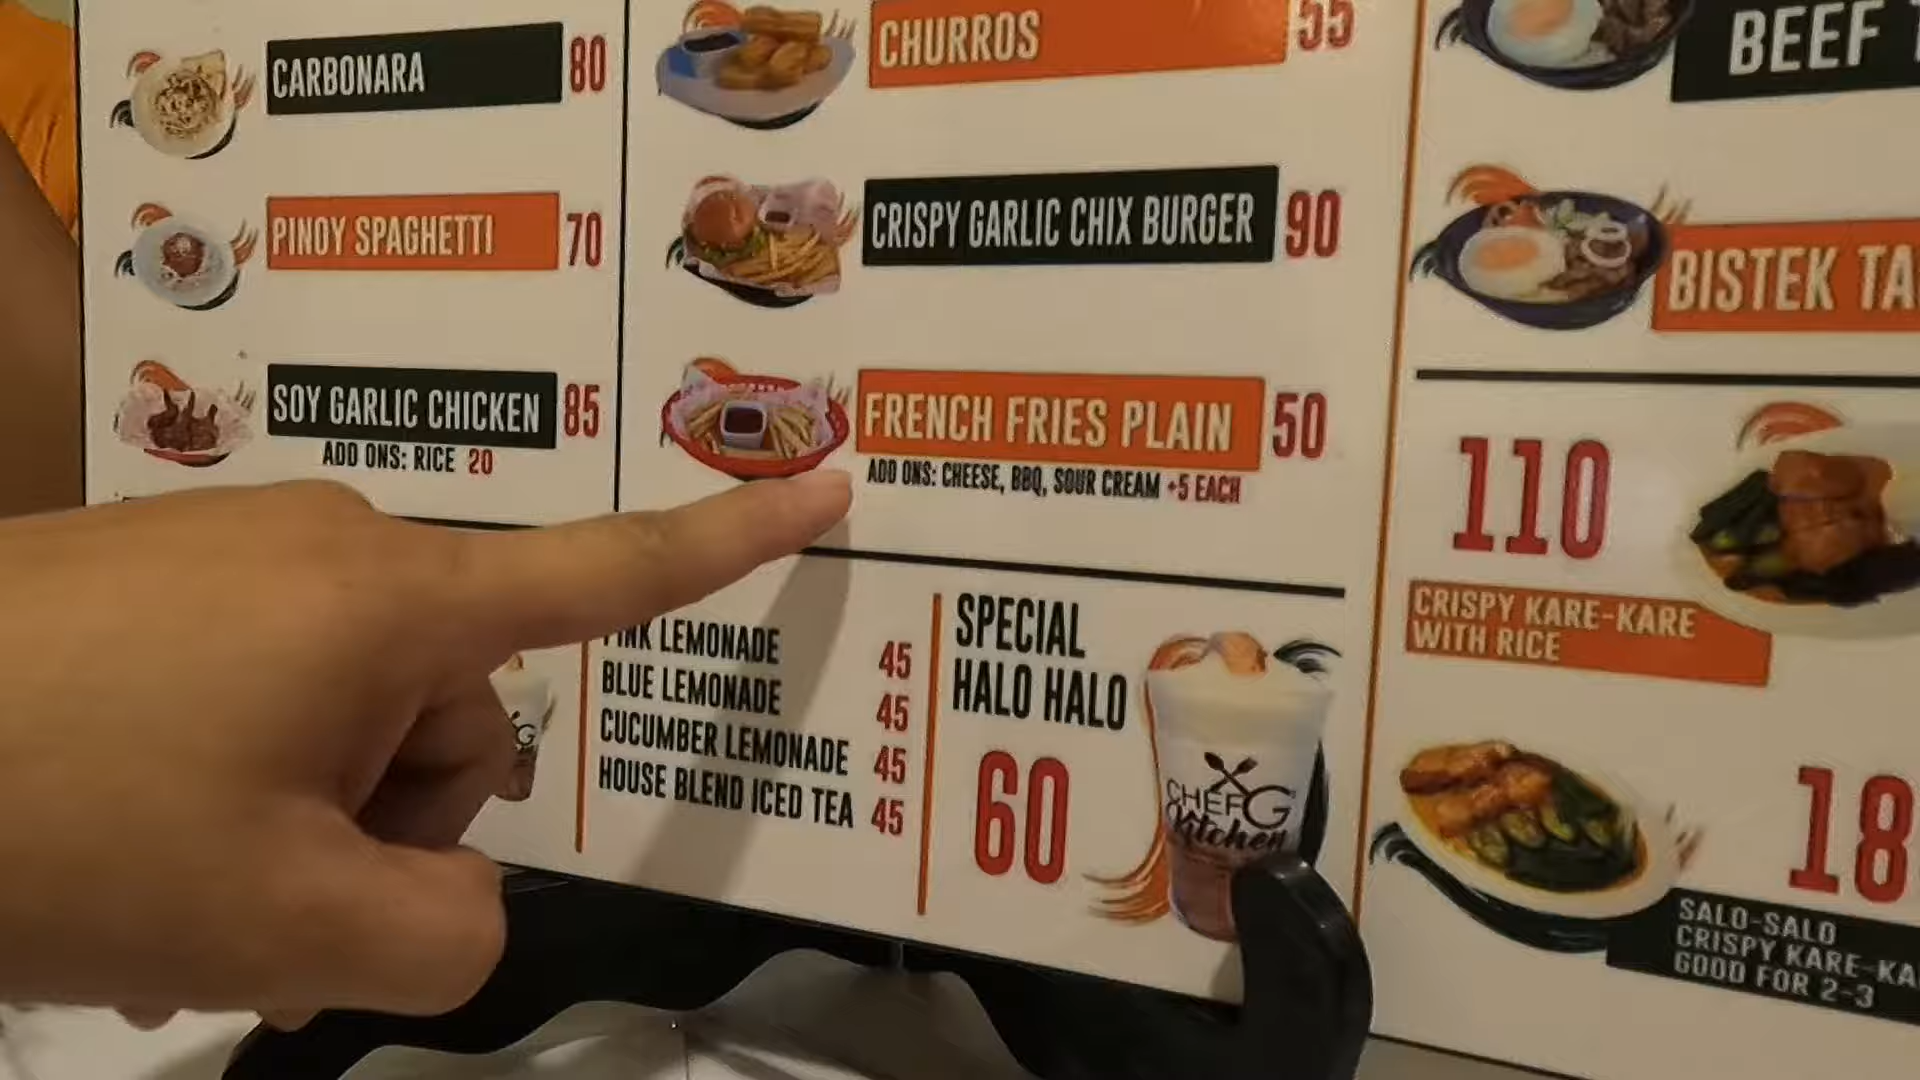 CARBONARA 80
PINOY SPAGHETTI 70
SOY GARLIC CHICKEN 85
ADD ONS: RICE 20
CHURROS 55
CRISPY GARLIC CHIX BURGER 90
FRENCH FRIES PLAIN 50
ADD ONS: CHEESE, BBQ, SOUR CREAM +5 EACH
PINK LEMONADE 45
BLUE LEMONADE 45
CUCUMBER LEMONADE 45
HOUSE BLEND ICED TEA 45
SPECIAL
HALO HALO
60
CHEF G
Kitchen
BEEF
BISTEK TA
110
CRISPY KARE-KARE
WITH RICE
18
SALO-SALO
CRISPY KARE-KA
GOOD FOR 2-3